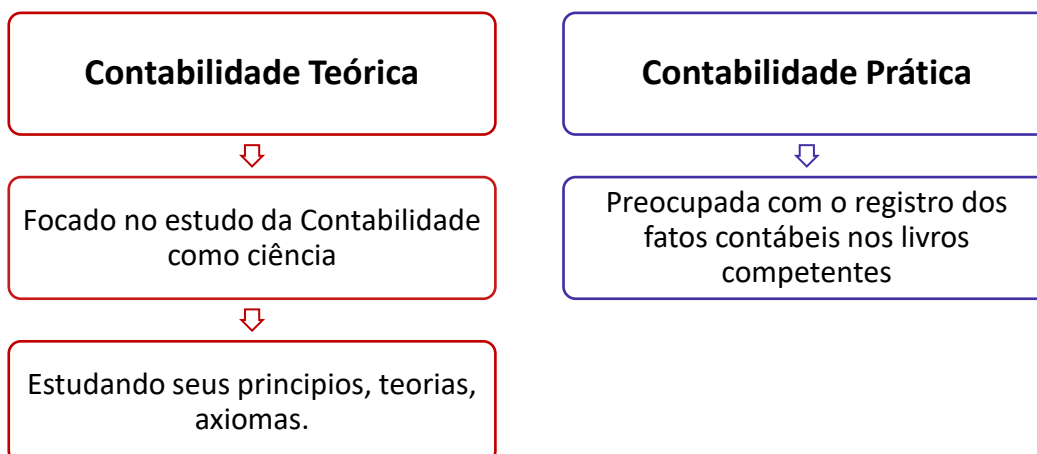 Contabilidade Teórica
Focado no estudo da Contabilidade
como ciência
Estudando seus principios, teorias,
axiomas.
Contabilidade Prática
Preocupada com o registro dos
fatos contábeis nos livros
competentes